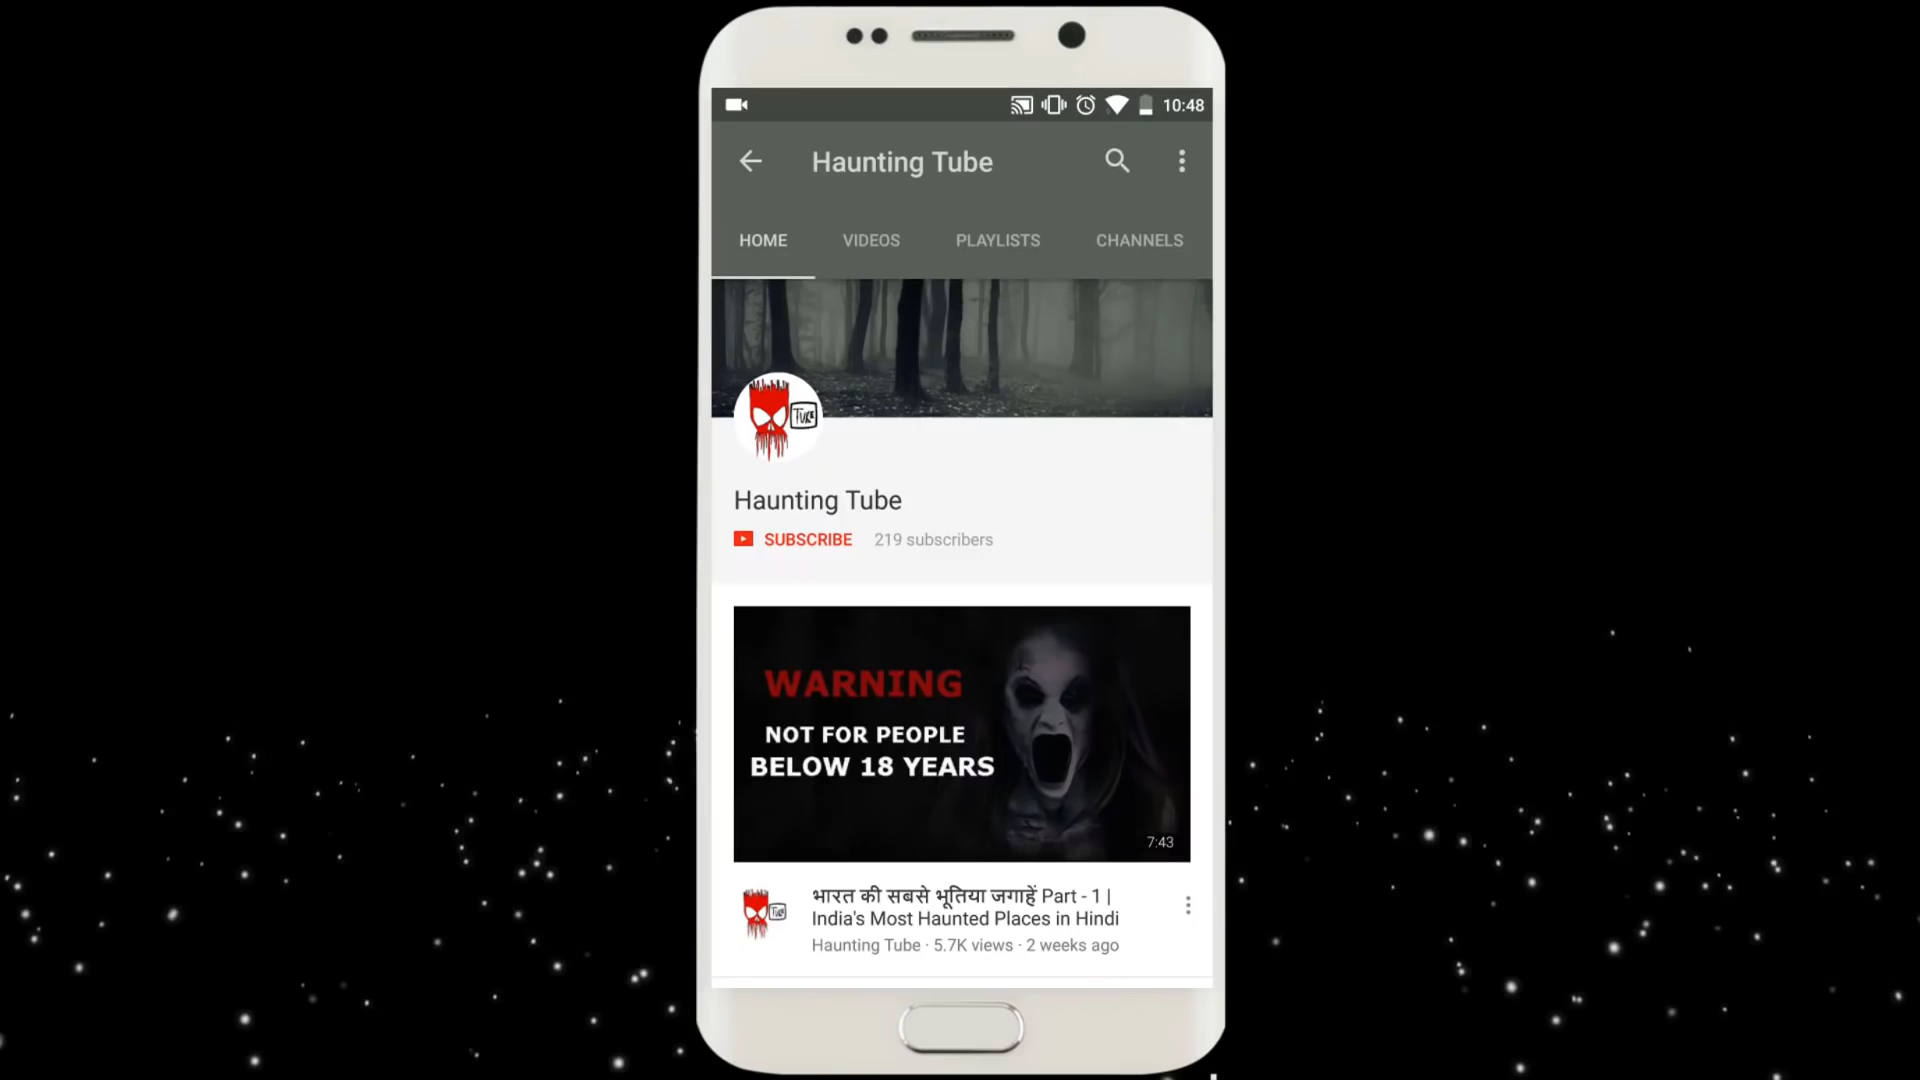 10:48
Haunting Tube
HOME VIDEOS PLAYLISTS CHANNELS
TUBE
Haunting Tube
SUBSCRIBE 219 subscribers
WARNING
NOT FOR PEOPLE
BELOW 18 YEARS
7:43
भारत की सबसे भूतिया जगाहें Part - 1 |
India's Most Haunted Places in Hindi
Haunting Tube · 5.7K views · 2 weeks ago